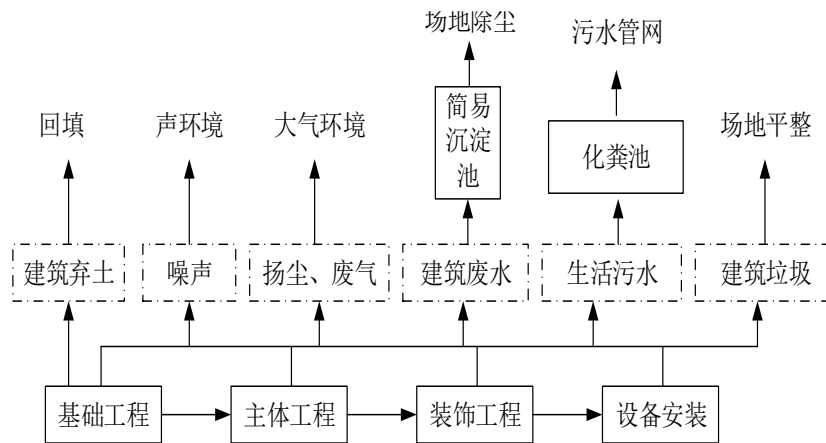 场地除尘
污水管网
回填
声环境
大气环境
简易
沉淀
池
化粪池
场地平整
建筑弃土
噪声
扬尘、废气
建筑废水
生活污水
建筑垃圾
基础工程
主体工程
装饰工程
设备安装